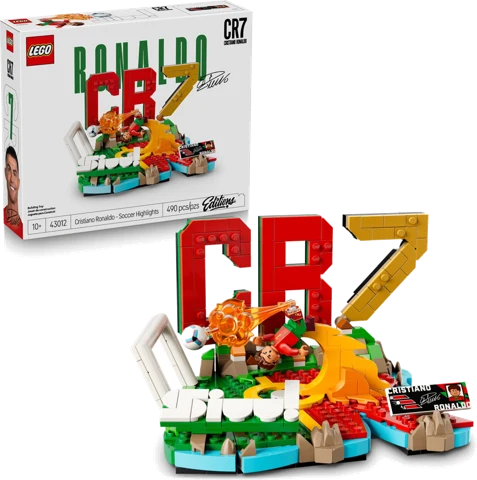 LEGO
RONALDO
CR7
CRISTIANO RONALDO
CR7
7
Siuu!
10+
43012
Cristiano Ronaldo - Soccer Highlights
490 pcs/pzs
Editions
CR7
Siuu!
CRISTIANO
RONALDO